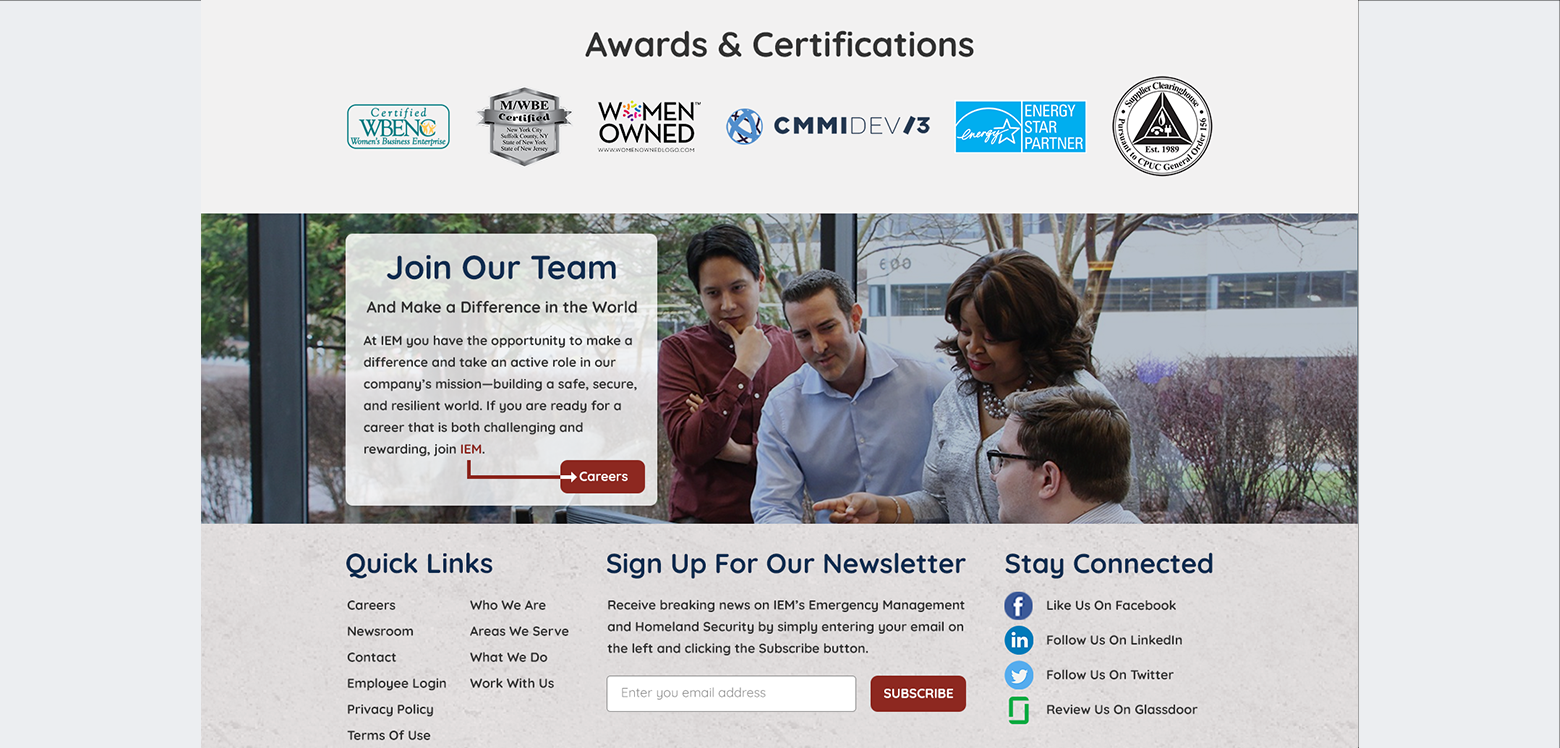 Awards & Certifications
Certified
WBENC
Women's Business Enterprise
M/WBE
Certified
New York City
Suffolk County, NY
State of New York
State of New Jersey
WOMEN™
OWNED
WWW.WOMENOWNEDLOGO.COM
CMMIDEV/3
energy
ENERGY
STAR
PARTNER
Supplier Clearinghouse
Est. 1989
Pursuant to CPUC General Order 156
606
Join Our Team
And Make a Difference in the World
At IEM you have the opportunity to make a
difference and take an active role in our
company's mission—building a safe, secure,
and resilient world. If you are ready for a
career that is both challenging and
rewarding, join IEM.
Careers
Quick Links
Careers
Newsroom
Contact
Employee Login
Privacy Policy
Terms Of Use
Who We Are
Areas We Serve
What We Do
Work With Us
Sign Up For Our Newsletter
Receive breaking news on IEM's Emergency Management
and Homeland Security by simply entering your email on
the left and clicking the Subscribe button.
Enter you email address
SUBSCRIBE
Stay Connected
f
Like Us On Facebook
in
Follow Us On LinkedIn
Follow Us On Twitter
Review Us On Glassdoor